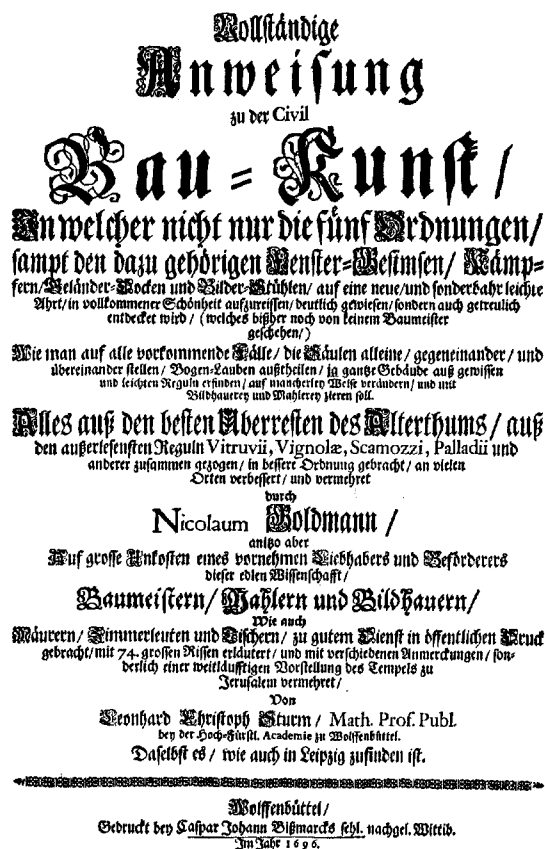 Vollständige
Anweisung
zu der Civil
Bau-Kunst/
In welcher nicht nur die fünf Ordnungen/
sampt den dazu gehörigen Fenster-Gesimsen/ Kämp-
fern/ Geländer-Docken und Bilder-Stühlen/ auf eine neue/ und sonderbahr leichte
Ahrt/ in vollkommener Schönheit aufzureissen/ deutlich gewiesen/ sondern auch getreulich
entdecket wird/ (welches bißher noch von keinem Baumeister
geschehen/)
Wie man auf alle vorkommende Fälle/ die Säulen alleine/ gegeneinander/ und
übereinander stellen/ Bogen-Lauben außtheilen/ ja gantze Gebäude auß gewissen
und leichten Reguln erfinden/ auf mancherley Weise verändern/ und mit
Bildhauerey und Mahlerey zieren soll.
Alles auß den besten Uberresten des Alterthums/ auß
den außerlesensten Reguln Vitruvii, Vignolæ, Scamozzi, Palladii und
anderer zusammen gezogen/ in bessere Ordnung gebracht/ an vielen
Orten verbessert/ und vermehret
durch
Nicolaum Goldmann/
anitzo aber
Auf grosse Unkosten eines vornehmen Liebhabers und Beförderers
dieser edlen Wissenschafft/
Baumeistern/ Mahlern und Bildhauern/
Wie auch
Mäurern/ Zimmerleuten und Tischern/ zu gutem Dienst in öffentlichen Druck
gebracht/ mit 74. grossen Rissen erläutert/ und mit verschiedenen Anmerckungen/ son-
derlich einer weitläufftigen Vorstellung des Tempels zu
Jerusalem vermehret/
Von
Leonhard Christoph Sturm/ Math. Prof. Publ.
bey der Hoch-Fürstl. Academie zu Wolffenbüttel.
Daselbst es/ wie auch in Leipzig zufinden ist.
Wolffenbüttel/
Gedruckt bey Caspar Johann Bißmarcks sehl. nachgel. Wittib.
Im Jahr 1696.